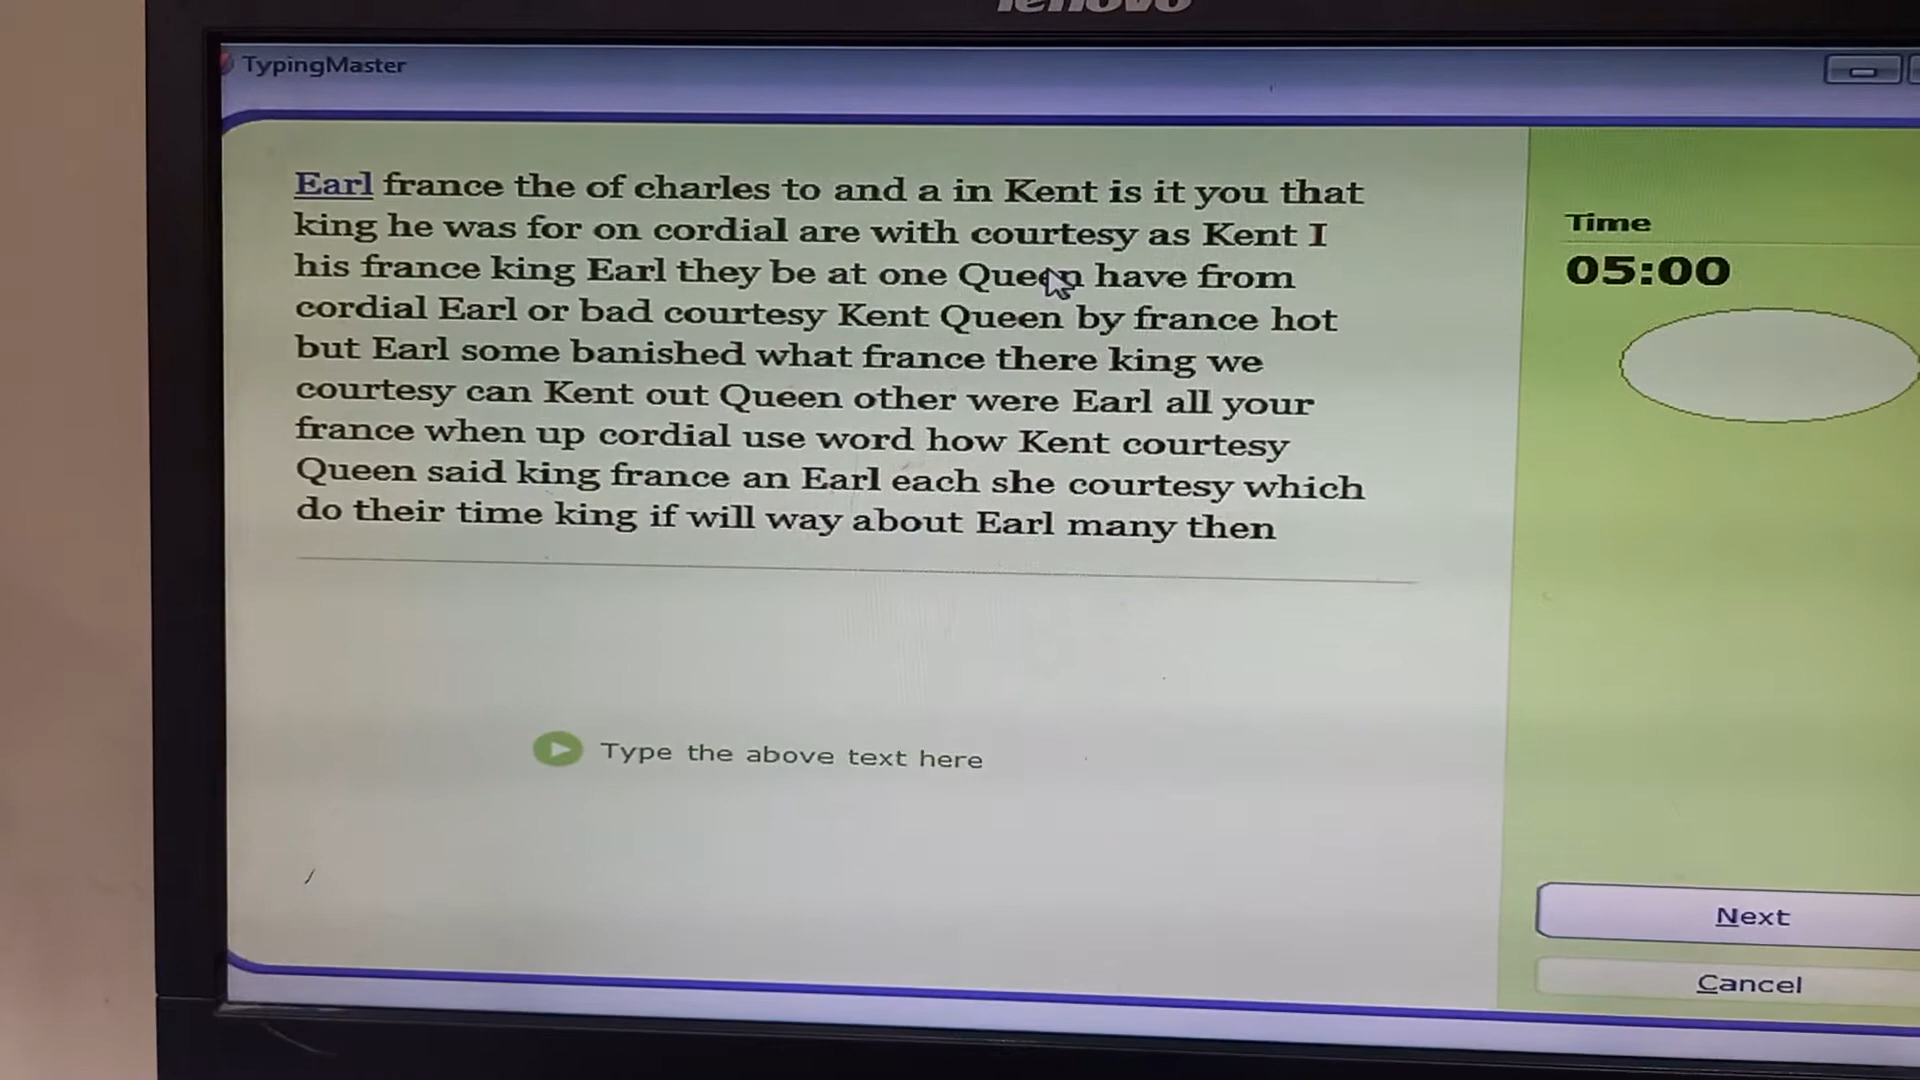 lenovo
TypingMaster
Earl france the of charles to and a in Kent is it you that
king he was for on cordial are with courtesy as Kent I
his france king Earl they be at one Queen have from
cordial Earl or bad courtesy Kent Queen by france hot
but Earl some banished what france there king we
courtesy can Kent out Queen other were Earl all your
france when up cordial use word how Kent courtesy
Queen said king france an Earl each she courtesy which
do their time king if will way about Earl many then
Type the above text here
Time
05:00
Next
Cancel